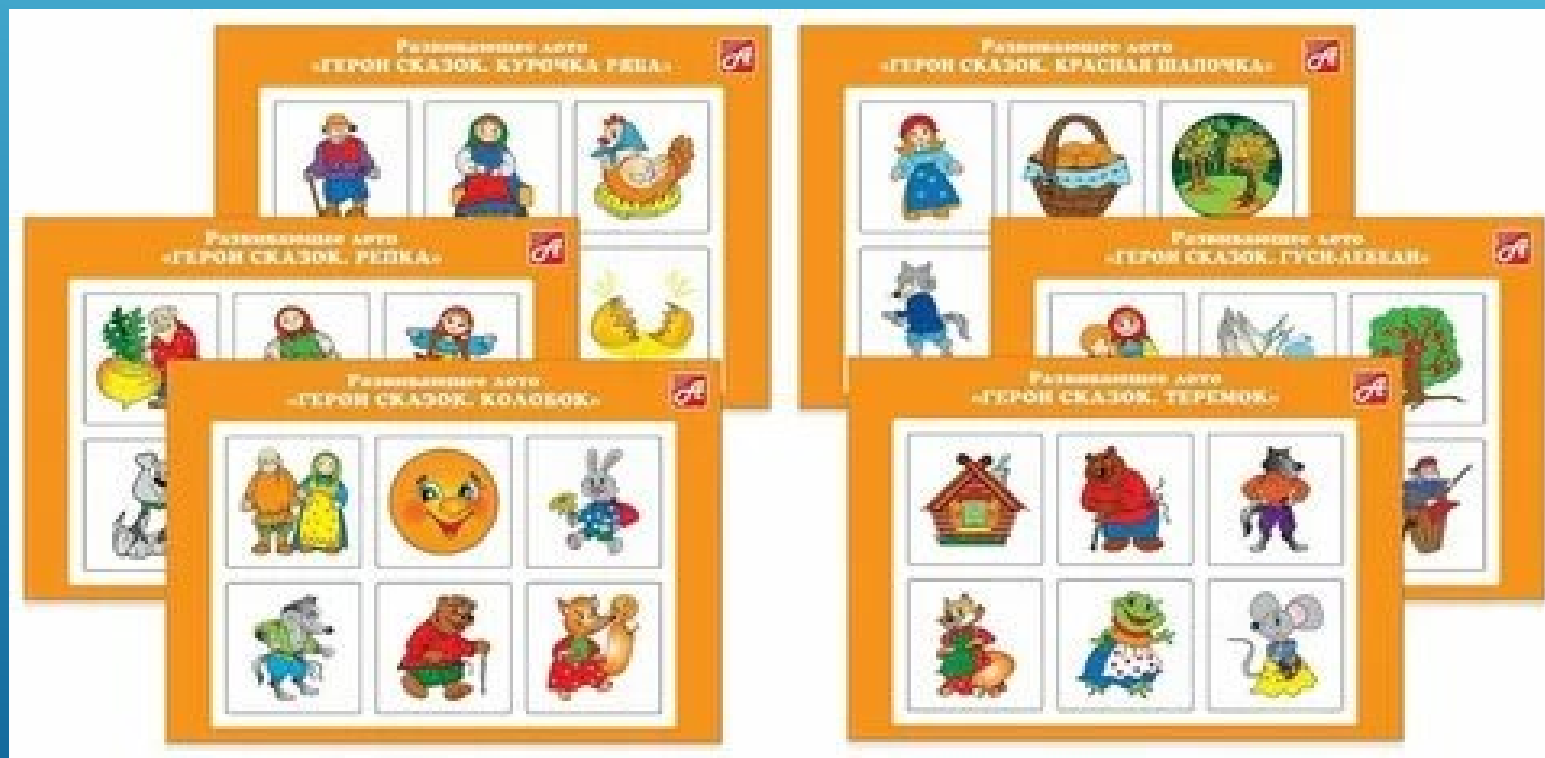 Развивающее лото
«ГЕРОИ СКАЗОК. КУРОЧКА РЯБА»
A
Развивающее лото
«ГЕРОИ СКАЗОК. КРАСНАЯ ШАПОЧКА»
A
Развивающее лото
«ГЕРОИ СКАЗОК. РЕПКА»
A
Развивающее лото
«ГЕРОИ СКАЗОК. ГУСИ-ЛЕБЕДИ»
A
Развивающее лото
«ГЕРОИ СКАЗОК. КОЛОБОК»
A
Развивающее лото
«ГЕРОИ СКАЗОК. ТЕРЕМОК»
A